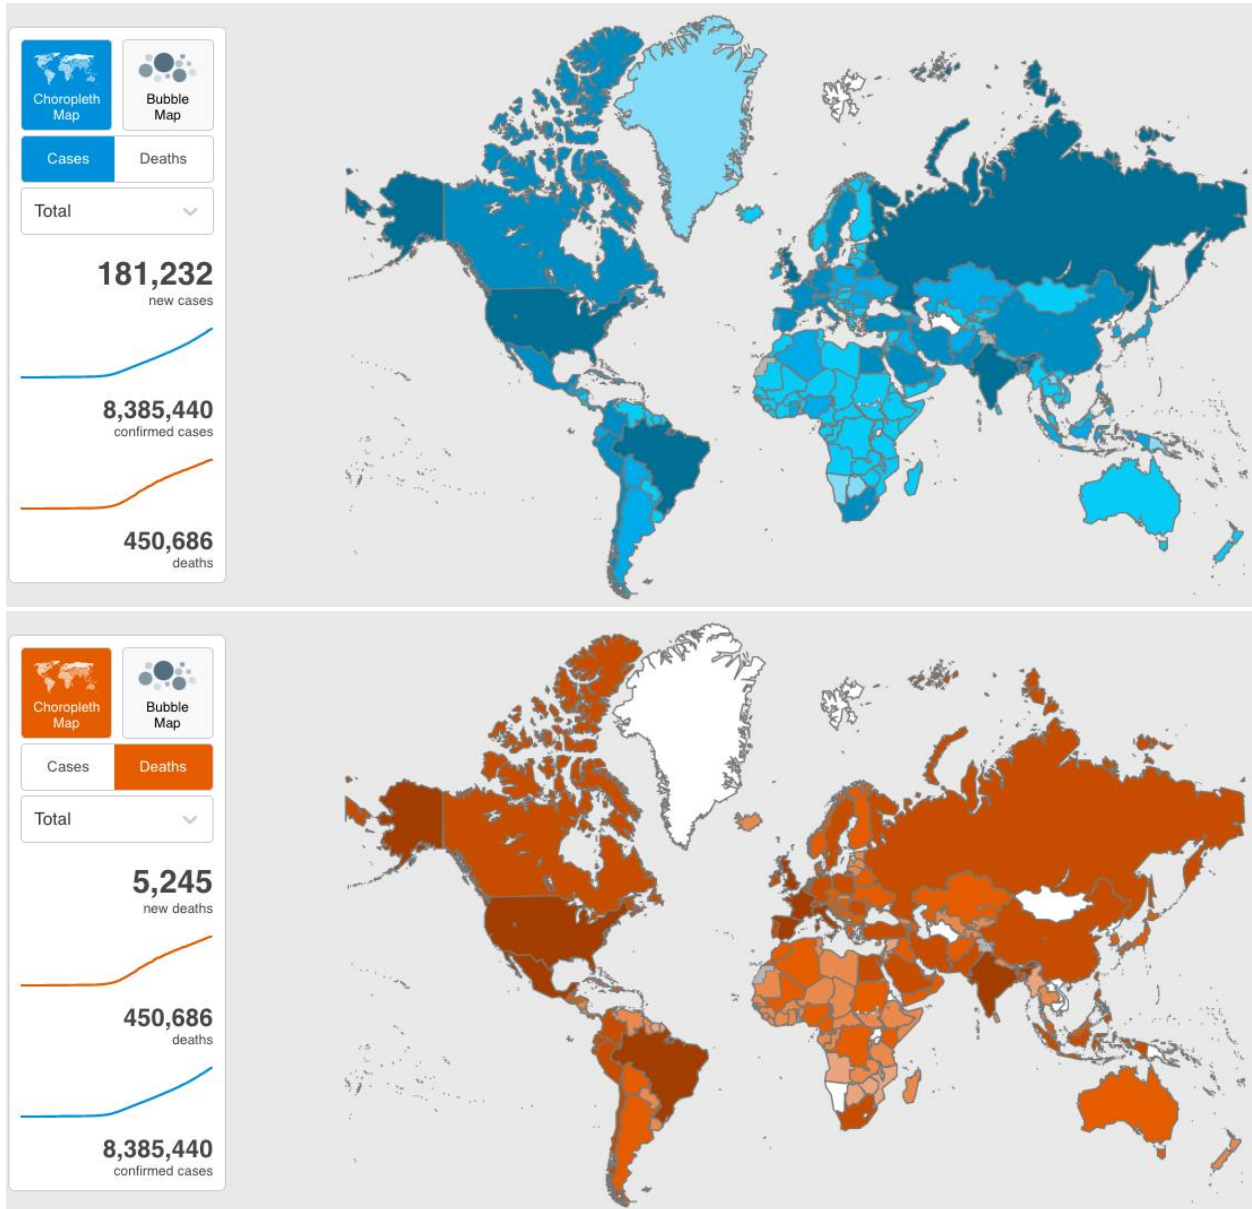 Choropleth
Map
Bubble
Map
Cases
Deaths
Total
181,232
new cases
8,385,440
confirmed cases
450,686
deaths
Choropleth
Map
Bubble
Map
Cases
Deaths
Total
5,245
new deaths
450,686
deaths
8,385,440
confirmed cases